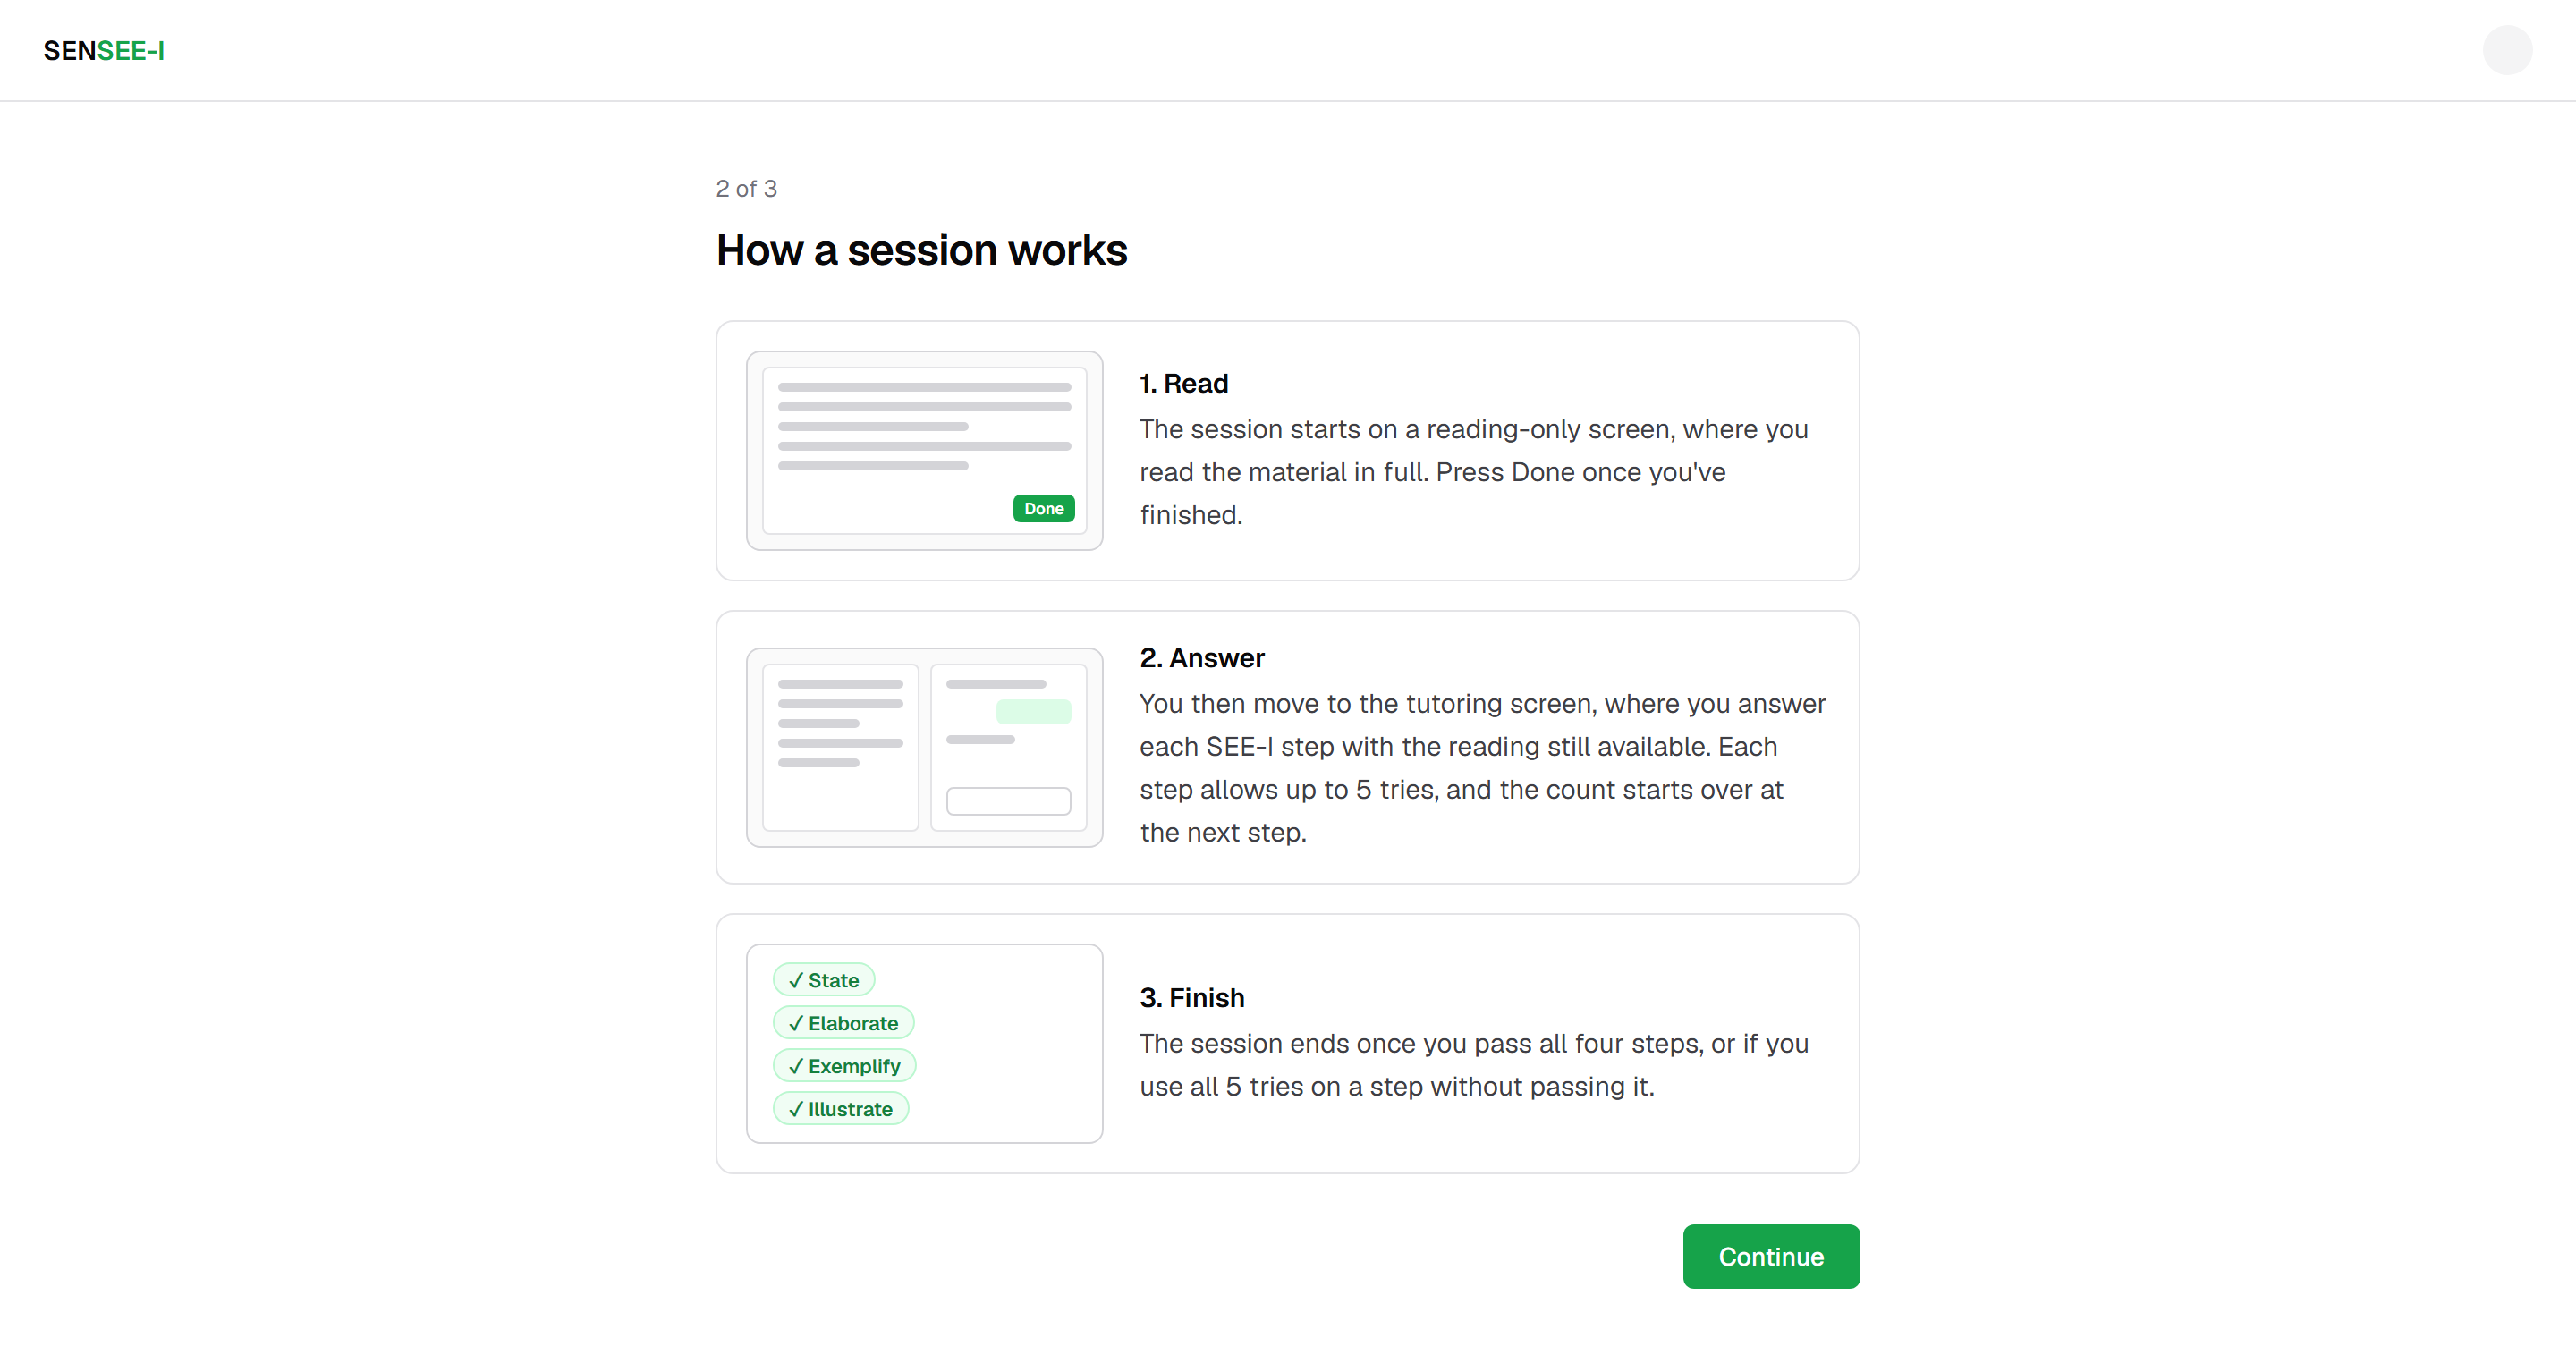 SENSEE-I
2 of 3
How a session works
Done
1. Read
The session starts on a reading-only screen, where you
read the material in full. Press Done once you've
finished.
2. Answer
You then move to the tutoring screen, where you answer
each SEE-I step with the reading still available. Each
step allows up to 5 tries, and the count starts over at
the next step.
✓ State
✓ Elaborate
✓ Exemplify
✓ Illustrate
3. Finish
The session ends once you pass all four steps, or if you
use all 5 tries on a step without passing it.
Continue